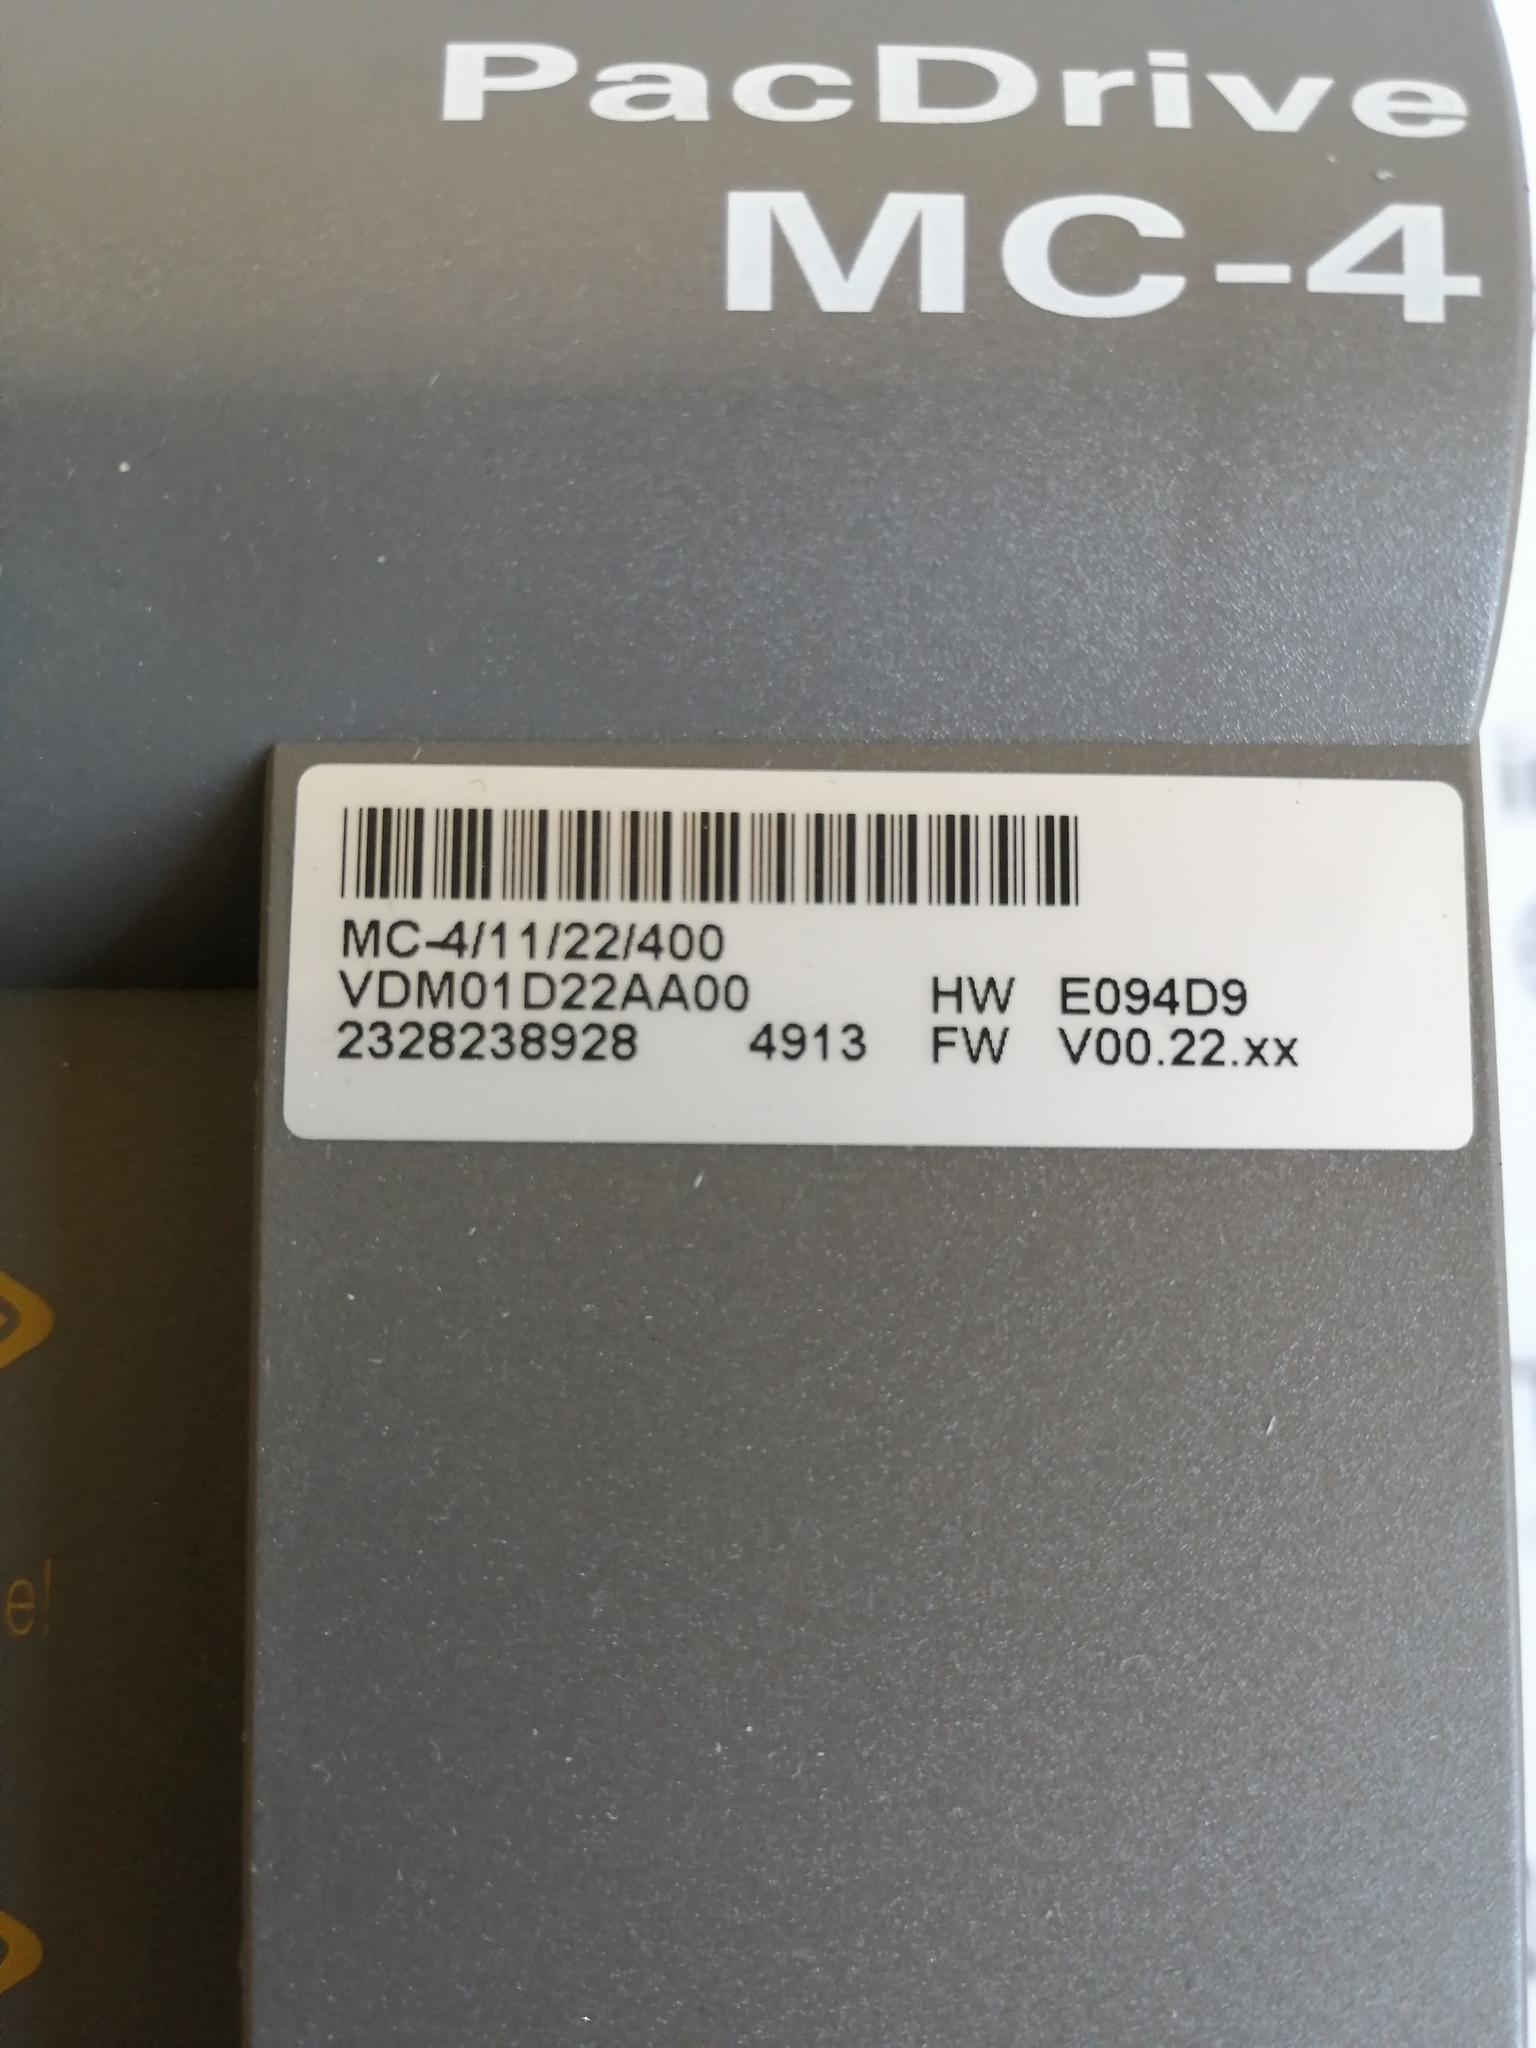 PacDrive
MC-4
MC-4/11/22/400
VDM01D22AA00 HW E094D9
2328238928 4913 FW V00.22.xx
e!